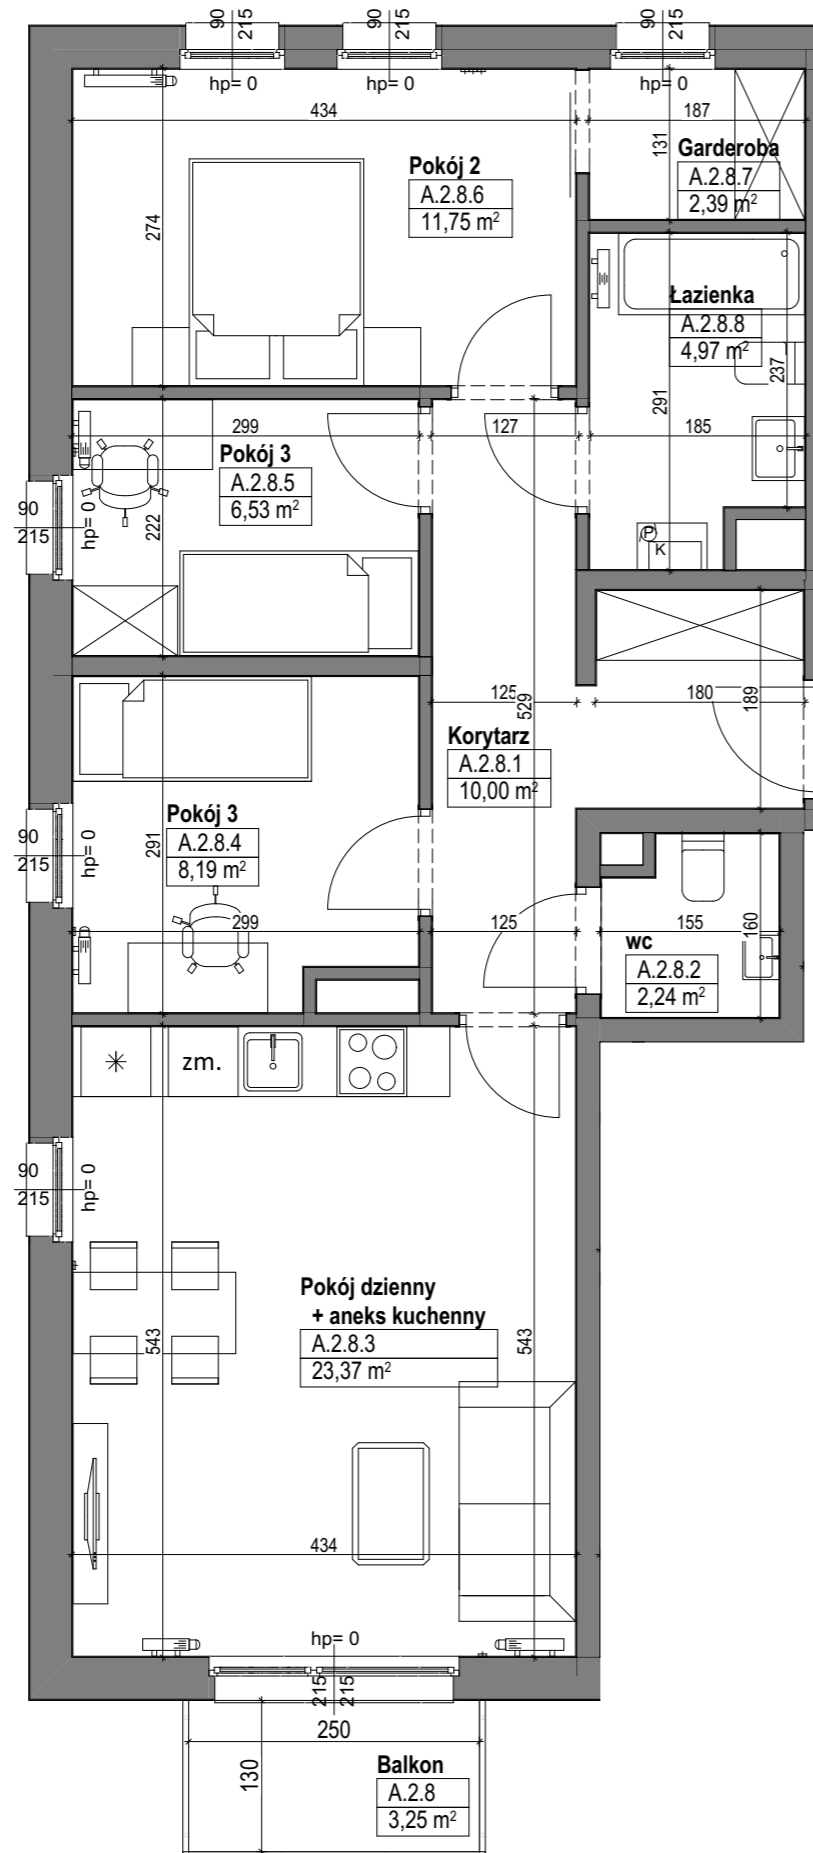 90
215
90
215
90
215
hp= 0
hp= 0
hp= 0
434
187
Pokój 2
A.2.8.6
11,75 m²
274
131
Garderoba
A.2.8.7
2,39 m²
Łazienka
A.2.8.8
4,97 m²
237
291
185
299
127
Pokój 3
A.2.8.5
6,53 m²
222
90
215
hp= 0
P
K
125
529
180
189
Korytarz
A.2.8.1
10,00 m²
Pokój 3
A.2.8.4
8,19 m²
291
90
215
hp= 0
299
125
155
160
wc
A.2.8.2
2,24 m²
zm.
90
215
hp= 0
Pokój dzienny
+ aneks kuchenny
A.2.8.3
23,37 m²
543
543
434
hp= 0
215
215
250
130
Balkon
A.2.8
3,25 m²